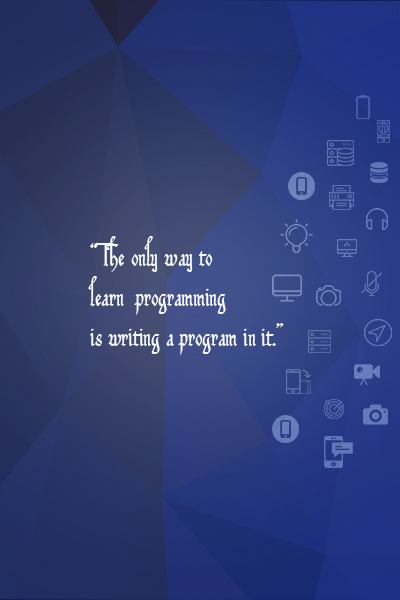 “The only way to
learn programming
is writing a program in it.”